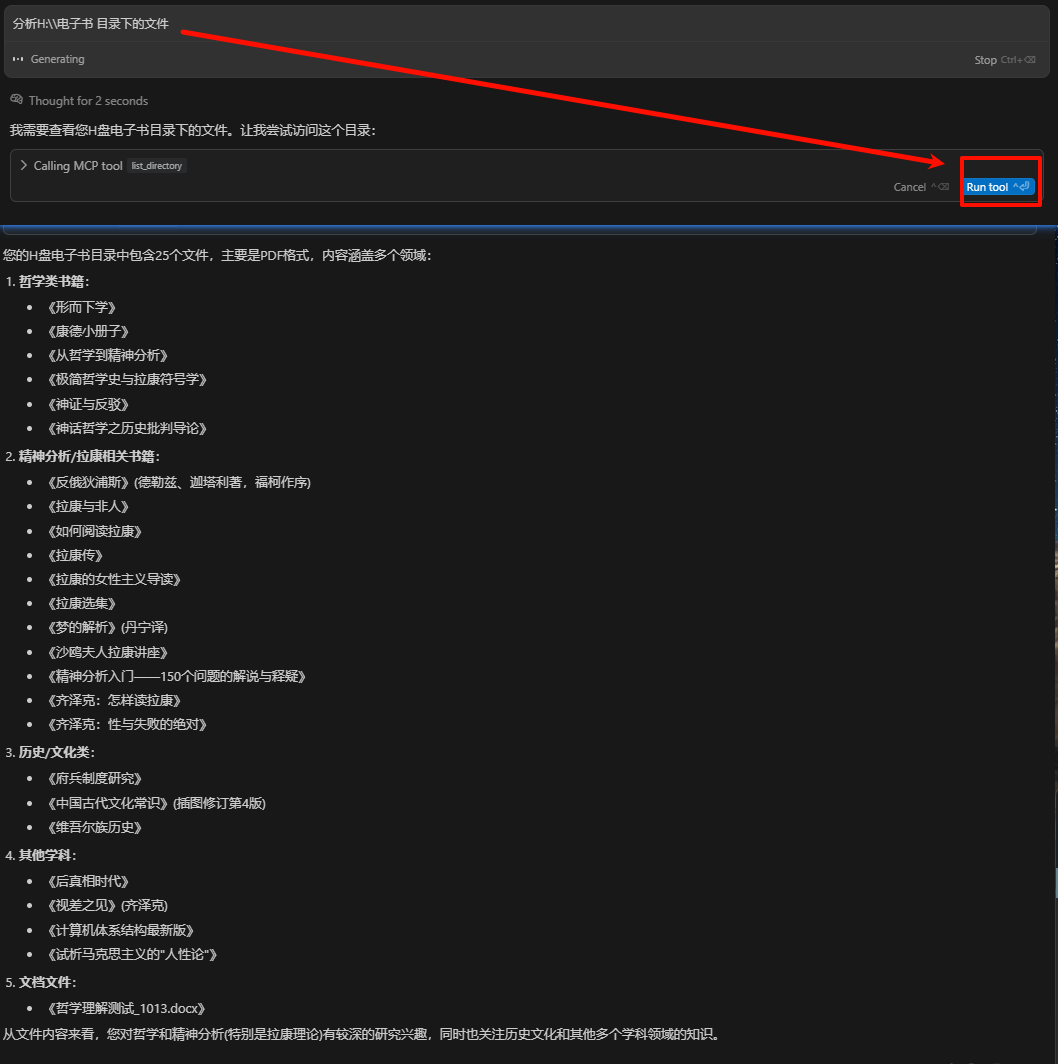 分析H:\\电子书 目录下的文件
Generating
Stop Ctrl+⌫
Thought for 2 seconds
我需要查看您H盘电子书目录下的文件。让我尝试访问这个目录：
Calling MCP tool list_directory
Cancel ^⌫
Run tool ^⏎
您的H盘电子书目录中包含25个文件，主要是PDF格式，内容涵盖多个领域：
1. 哲学类书籍：
• 《形而下学》
• 《康德小册子》
• 《从哲学到精神分析》
• 《极简哲学史与拉康符号学》
• 《神证与反驳》
• 《神话哲学之历史批判导论》
2. 精神分析/拉康相关书籍：
• 《反俄狄浦斯》(德勒兹、迦塔利著，福柯作序)
• 《拉康与非人》
• 《如何阅读拉康》
• 《拉康传》
• 《拉康的女性主义导读》
• 《拉康选集》
• 《梦的解析》(丹宁译)
• 《沙鸥夫人拉康讲座》
• 《精神分析入门——150个问题的解说与释疑》
• 《齐泽克：怎样读拉康》
• 《齐泽克：性与失败的绝对》
3. 历史/文化类：
• 《府兵制度研究》
• 《中国古代文化常识》(插图修订第4版)
• 《维吾尔族历史》
4. 其他学科：
• 《后真相时代》
• 《视差之见》(齐泽克)
• 《计算机体系结构最新版》
• 《试析马克思主义的"人性论"》
5. 文档文件：
• 《哲学理解测试_1013.docx》
从文件内容来看，您对哲学和精神分析(特别是拉康理论)有较深的研究兴趣，同时也关注历史文化和其他多个学科领域的知识。